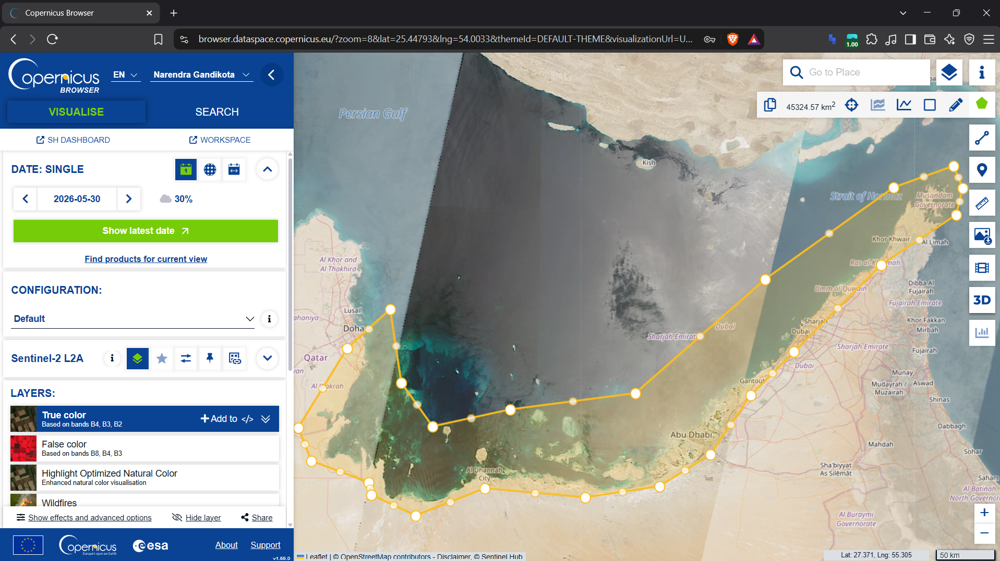 Copernicus Browser
browser.dataspace.copernicus.eu/?zoom=8&lat=25.44793&lng=54.0033&themeId=DEFAULT-THEME&visualizationUrl=U...
1.00
opernicus
BROWSER
EN
Narendra Gandikota
VISUALISE
SEARCH
SH DASHBOARD
WORKSPACE
DATE: SINGLE
1
2026-05-30
30%
Show latest date
Find products for current view
CONFIGURATION:
Default
Sentinel-2 L2A
LAYERS:
True color
Based on bands B4, B3, B2
Add to </>
False color
Based on bands B8, B4, B3
Highlight Optimized Natural Color
Enhanced natural color visualisation
Wildfires
Show effects and advanced options
Hide layer
Share
opernicus
Europe's eyes on Earth
esa
About
Support
v1.55.0
Go to Place
45324.57 km2
3D
Persian Gulf
Kish
Strait of Hormuz
Musandam
Governorate
Khor Khwair
Al Limah
Al Khor and
Al Thakhira
Ras al-Khaimah
Dibba Al
Fujairah
Umm al-Quwain
Fujairah Emirate
Lusail
Doha
Khor Fakkan
Mirbah
Sharjah
Dubai
Dubai
Sharjah Emirate
Sharjah Emirate
Fujairah
Qatar
Dubai
Al Wakrah
Gantout
Munay
Mudayrah /
Muzairah
Aswad
Shinas
Abu Dhabi
Dabbagh
Mahdah
Sohar
Al Dhannah
City
Sha'biyyat
As Silēmāt
Saham
Al Batinah
North Governor
Al Buraymi
Governorate
Leaflet | © OpenStreetMap contributors - Disclaimer, © Sentinel Hub
Lat: 27.371, Lng: 55.305
50 km